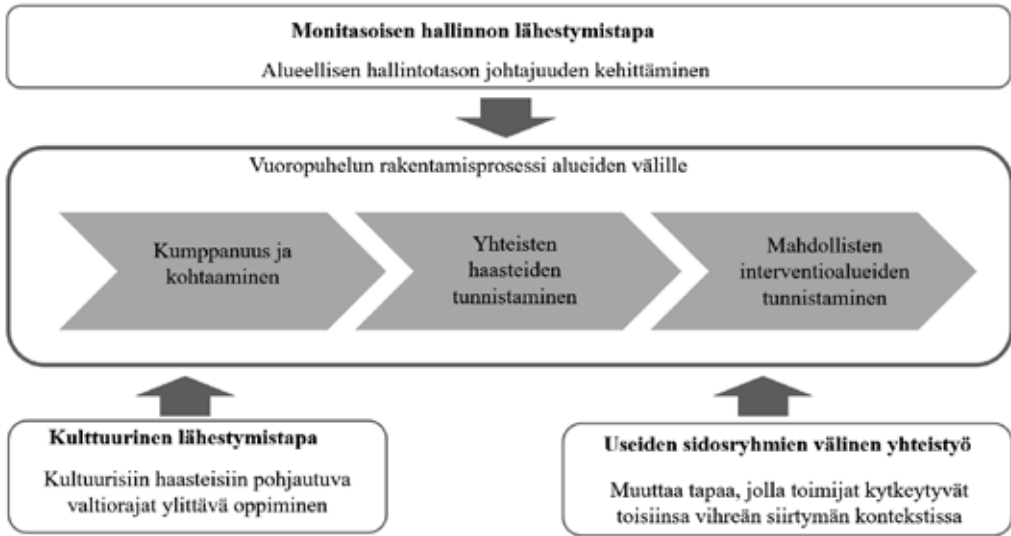 Monitasoisen hallinnon lähestymistapa
Alueellisen hallintotason johtajuuden kehittäminen
Vuoropuhelun rakentamisprosessi alueiden välille
Kumppanuus ja
kohtaaminen
Yhteisten
haasteiden
tunnistaminen
Mahdollisten
interventioalueiden
tunnistaminen
Kulttuurinen lähestymistapa
Kultuurisiin haasteisiin pohjautuva
valtiorajat ylittävä oppiminen
Useiden sidosryhmien välinen yhteistyö
Muuttaa tapaa, jolla toimijat kytkeytyvät
toisiinsa vihreän siirtymän kontekstissa